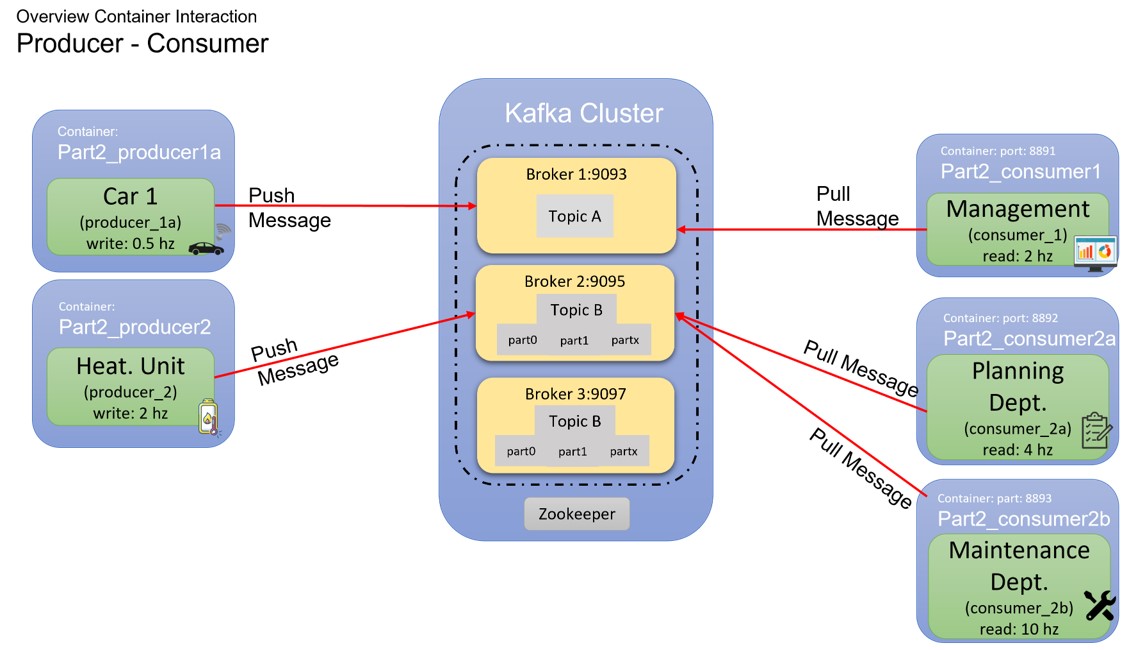 Overview Container Interaction
Producer - Consumer
Container:
Part2_producer1a
Car 1
(producer_1a)
write: 0.5 hz
Container:
Part2_producer2
Heat. Unit
(producer_2)
write: 2 hz
Push
Message
Push
Message
Kafka Cluster
Broker 1:9093
Topic A
Broker 2:9095
Topic B
part0 part1 partx
Broker 3:9097
Topic B
part0 part1 partx
Zookeeper
Pull
Message
Pull Message
Pull Message
Container: port: 8891
Part2_consumer1
Management
(consumer_1)
read: 2 hz
Container: port: 8892
Part2_consumer2a
Planning
Dept.
(consumer_2a)
read: 4 hz
Container: part: 8893
Part2_consumer2b
Maintenance
Dept.
(consumer_2b)
read: 10 hz